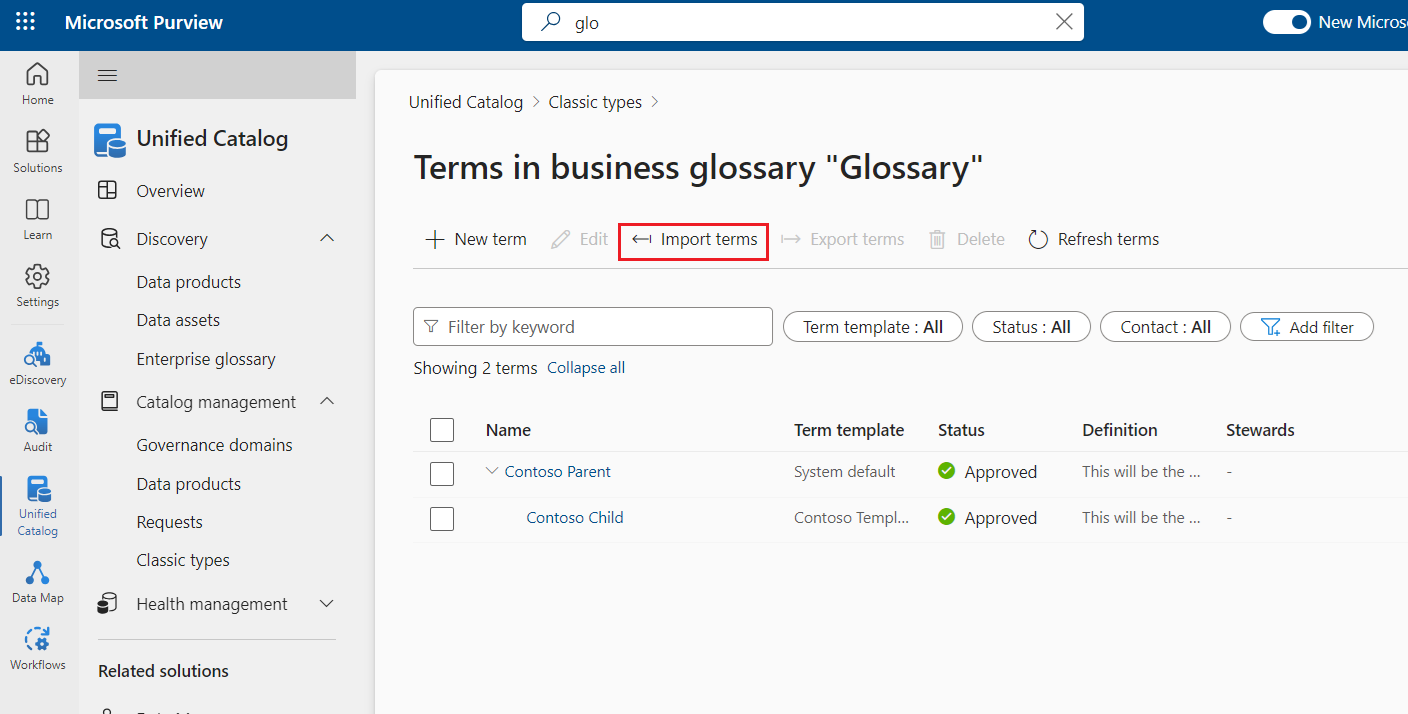 Microsoft Purview
glo
New Micros
Home
Solutions
Learn
Settings
eDiscovery
Audit
Unified
Catalog
Data Map
Workflows
Unified Catalog
Overview
Discovery
Data products
Data assets
Enterprise glossary
Catalog management
Governance domains
Data products
Requests
Classic types
Health management
Related solutions
Unified Catalog > Classic types >
Terms in business glossary "Glossary"
New term Edit Import terms Export terms Delete Refresh terms
Filter by keyword Term template : All Status : All Contact : All Add filter
Showing 2 terms Collapse all
Name Term template Status Definition Stewards
Contoso Parent System default Approved This will be the ... -
Contoso Child Contoso Templ... Approved This will be the ... -